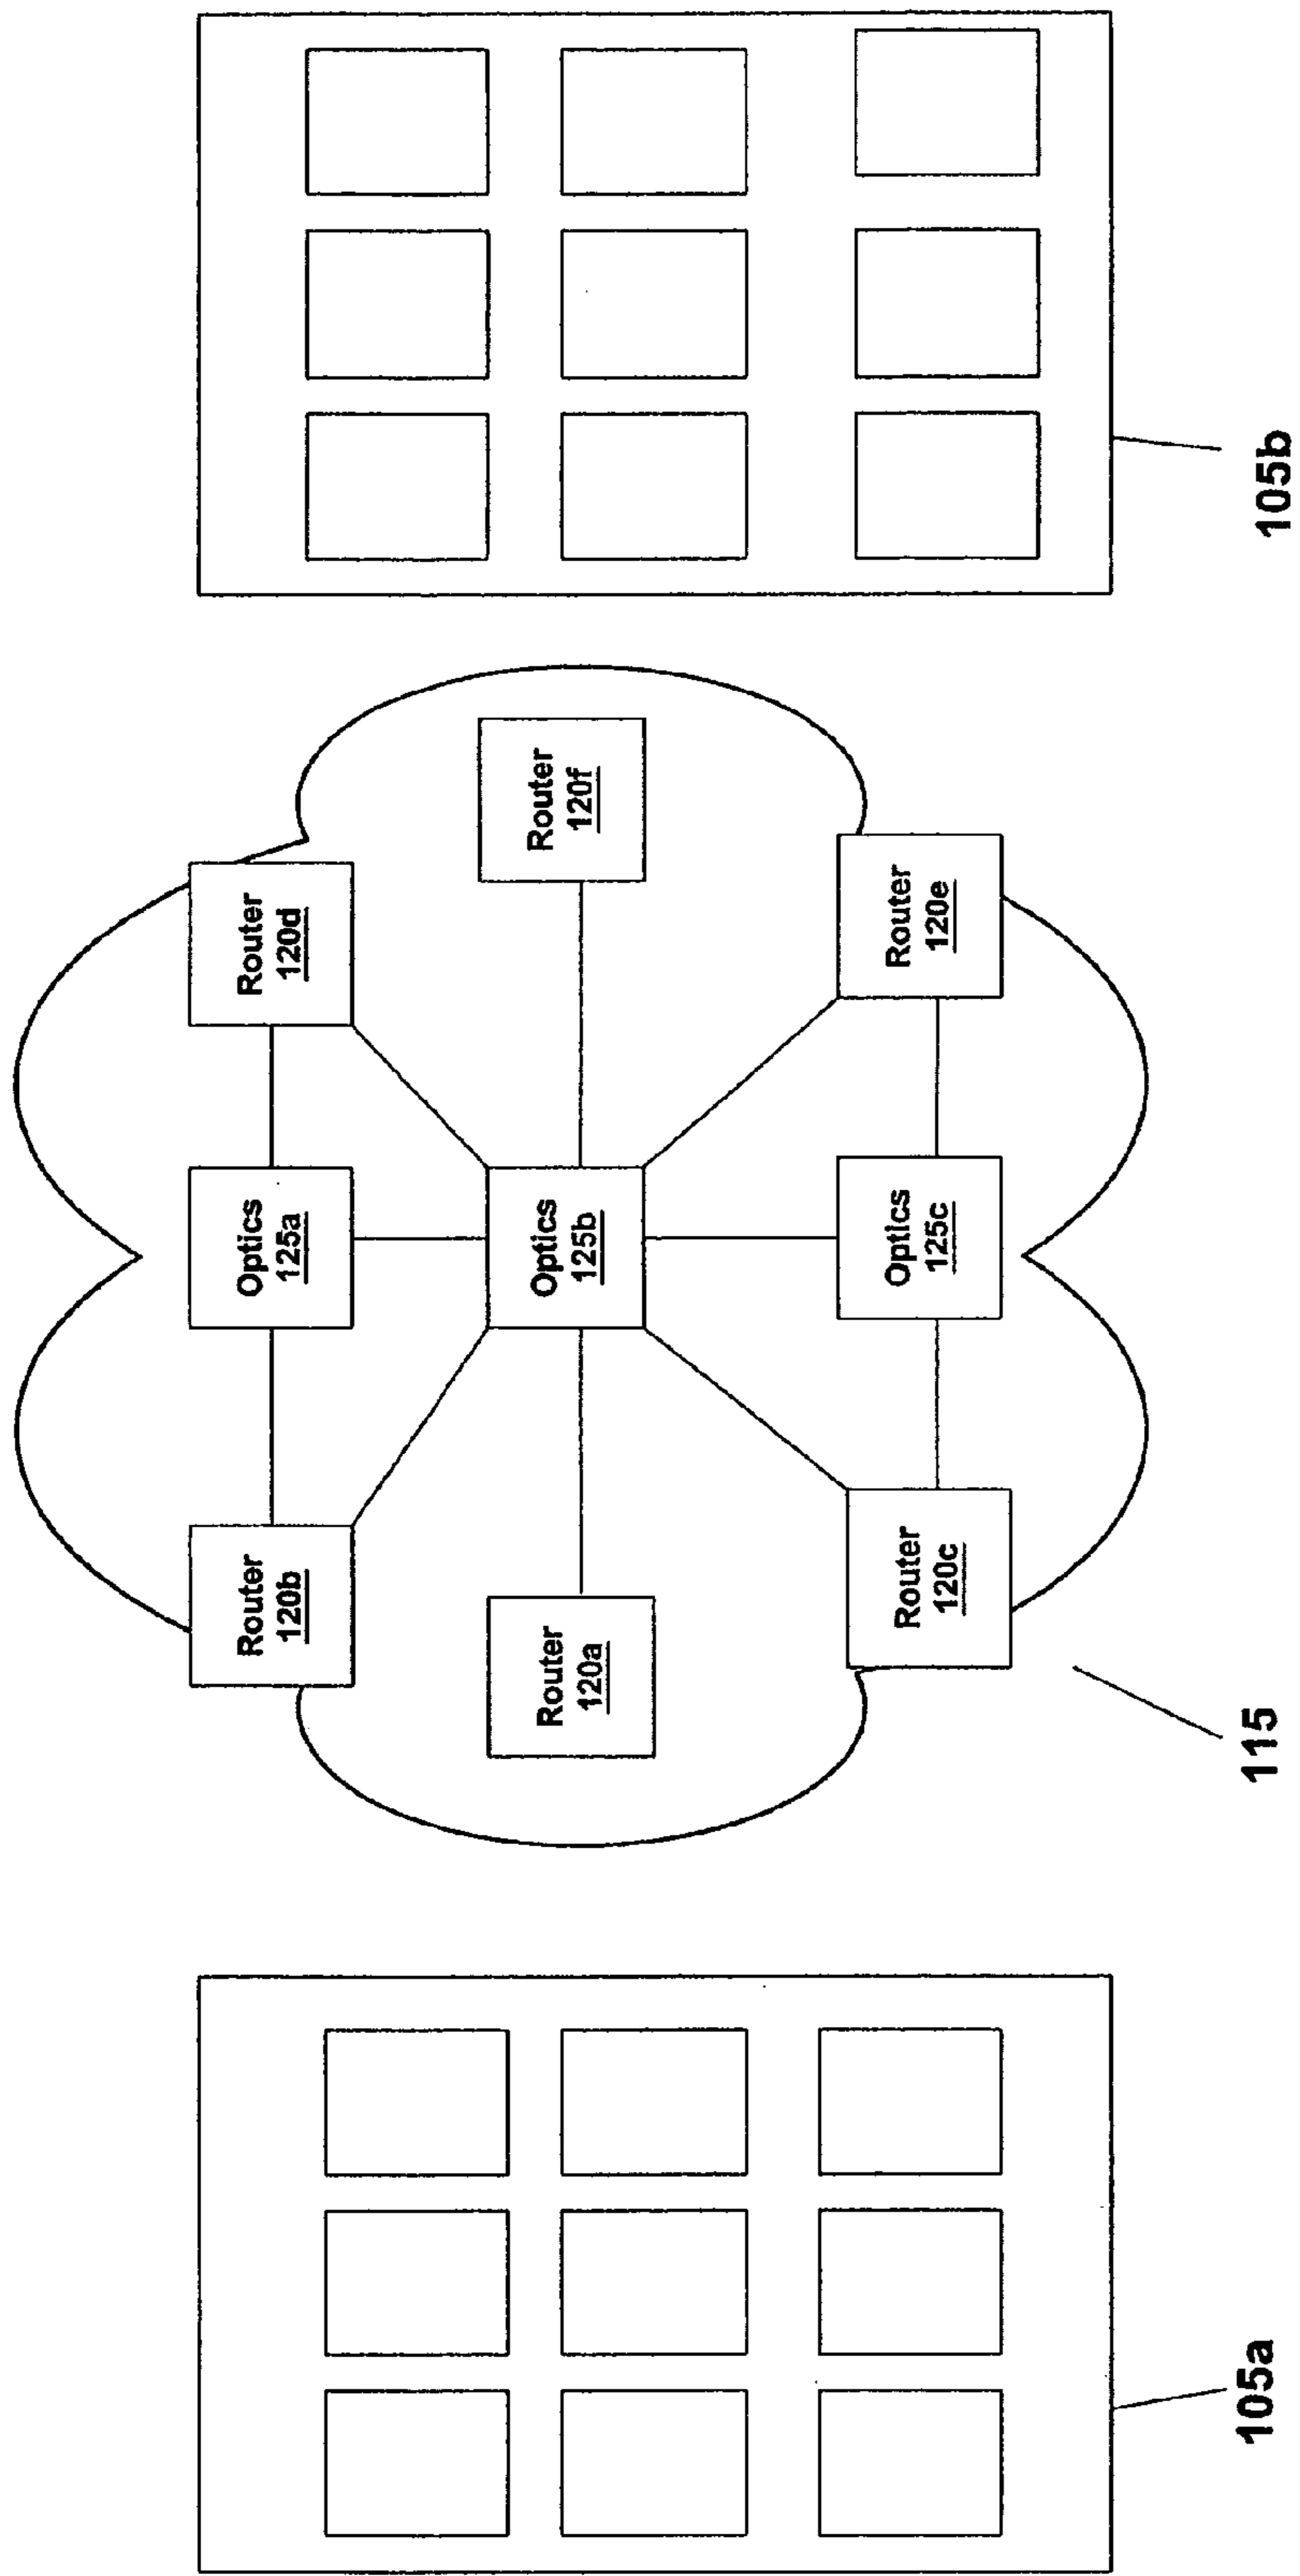 Router
120b
Optics
125a
Router
120d
Router
120a
Optics
125b
Router
120f
Router
120c
Optics
125c
Router
120e
105a
115
105b